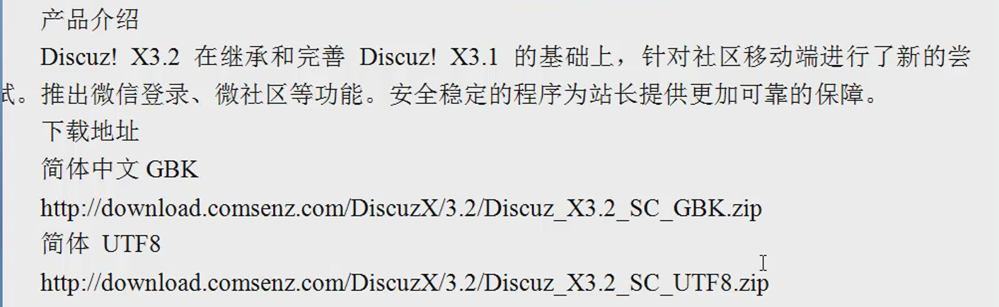 产品介绍
Discuz! X3.2 在继承和完善 Discuz! X3.1 的基础上，针对社区移动端进行了新的尝
试。推出微信登录、微社区等功能。安全稳定的程序为站长提供更加可靠的保障。
下载地址
简体中文 GBK
http://download.comsenz.com/DiscuzX/3.2/Discuz_X3.2_SC_GBK.zip
简体 UTF8
http://download.comsenz.com/DiscuzX/3.2/Discuz_X3.2_SC_UTF8.zip